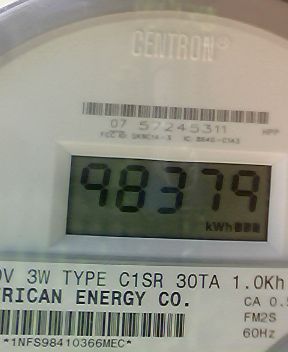 CENTRON®
07 57245311
98379
kWh
V 3W TYPE C1SR 30TA 1.0Kh
RICAN ENERGY CO.
CA 0.5
FM2S
60Hz
*1NFS98410366MEC*